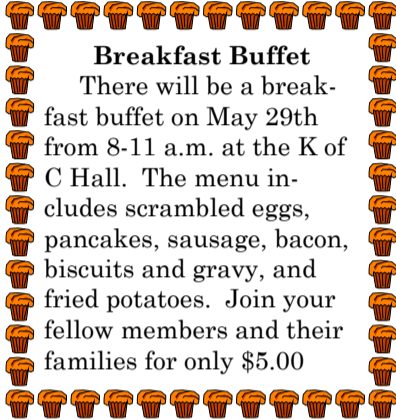 Breakfast Buffet
There will be a break-
fast buffet on May 29th
from 8-11 a.m. at the K of
C Hall.  The menu in-
cludes scrambled eggs,
pancakes, sausage, bacon,
biscuits and gravy, and
fried potatoes.  Join your
fellow members and their
families for only $5.00